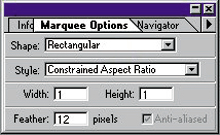 Info Marquee Options Navigator
Shape: Rectangular
Style: Constrained Aspect Ratio
Width: 1 Height: 1
Feather: 12 pixels Anti-aliased